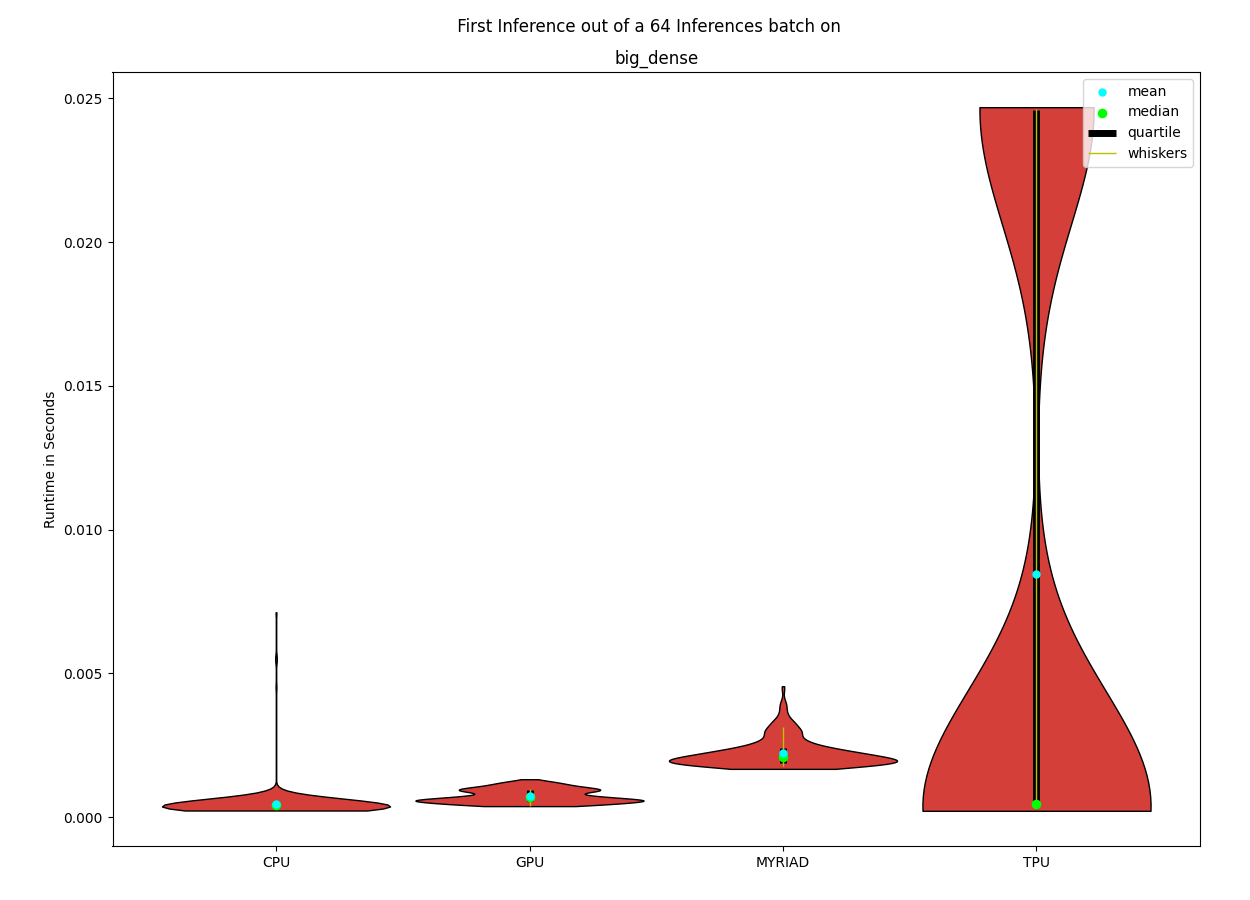 First Inference out of a 64 Inferences batch on
big_dense
mean
median
quartile
whiskers
Runtime in Seconds
0.025
0.020
0.015
0.010
0.005
0.000
CPU
GPU
MYRIAD
TPU